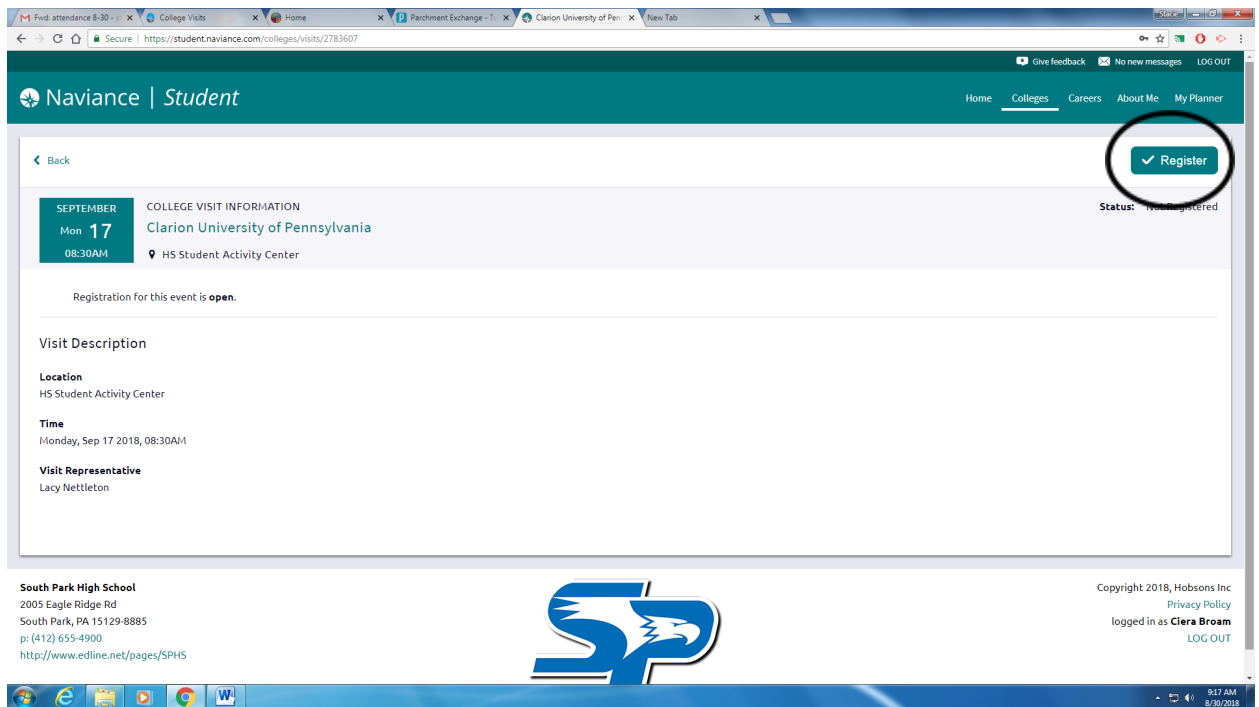 Fwd: attendance 8-30 - s
College Visits
Home
Parchment Exchange - T
Clarion University of Pen
New Tab
Stacie
Secure | https://student.naviance.com/colleges/visits/2783607
Give feedback No new messages LOG OUT
Naviance | Student
Home Colleges Careers About Me My Planner
Back
Register
SEPTEMBER
Mon 17
08:30AM
COLLEGE VISIT INFORMATION
Clarion University of Pennsylvania
HS Student Activity Center
Status: Not Registered
Registration for this event is open.
Visit Description
Location
HS Student Activity Center
Time
Monday, Sep 17 2018, 08:30AM
Visit Representative
Lacy Nettleton
South Park High School
2005 Eagle Ridge Rd
South Park, PA 15129-8885
p: (412) 655-4900
http://www.edline.net/pages/SPHS
SP
Copyright 2018, Hobsons Inc
Privacy Policy
logged in as Ciera Broam
LOG OUT
9:17 AM
8/30/2018